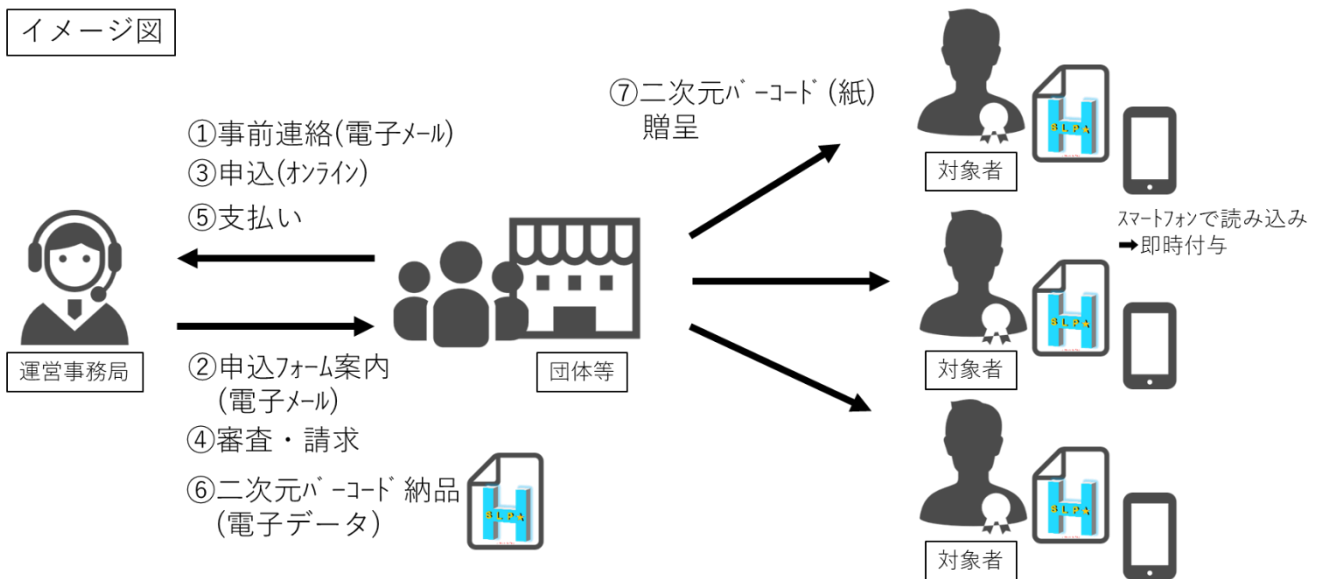 イメージ図
①事前連絡(電子メール)
③申込(オンライン)
⑤支払い
運営事務局
②申込フォーム案内
(電子メール)
④審査・請求
⑥二次元バーコード納品
(電子データ)
団体等
⑦二次元バーコード(紙)
贈呈
対象者
スマートフォンで読み込み
➡即時付与
対象者
対象者